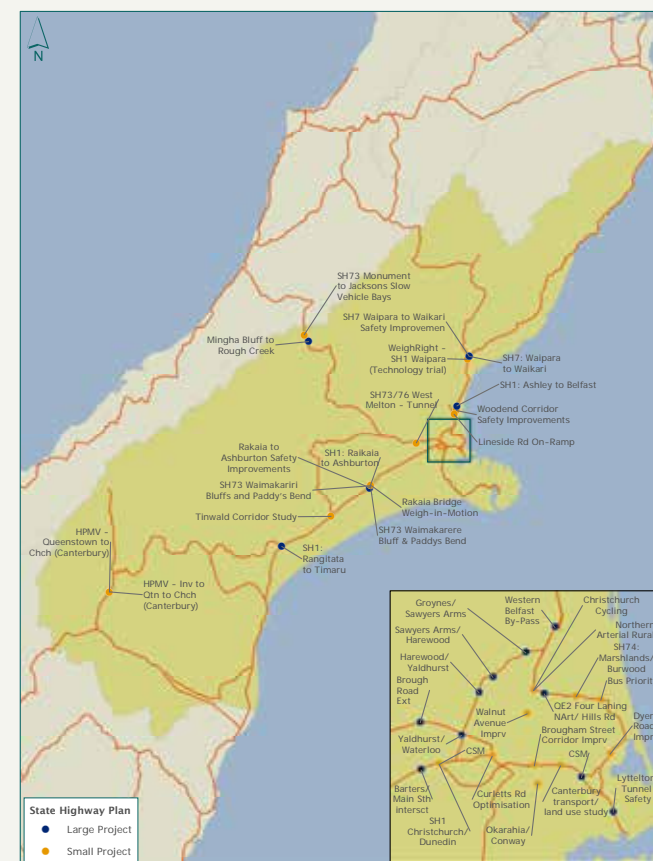 N
SH73 Monument
to Jacksons Slow
Vehicle Bays
Mingha Bluff to
Rough Creek
SH7 Waipara to Waikari
Safety Improvemen
WeighRight –
SH1 Waipara
(Technology trial)
SH7: Waipara
to Waikari
SH1: Ashley to Belfast
SH73/76 West
Melton - Tunnel
Woodend Corridor
Safety Improvements
Lineside Rd On-Ramp
Rakaia to
Ashburton Safety
Improvements
SH1: Raikaia
to Ashburton
SH73 Waimakariri
Bluffs and Paddy's Bend
Rakaia Bridge
Weigh-in-Motion
Tinwald Corridor Study
SH73 Waimakarere
Bluff & Paddys Bend
HPMV -
Queenstown to
Chch (Canterbury)
SH1:
Rangitata
to Timaru
HPMV - Inv to
Qtn to Chch
(Canterbury)
Groynes/
Sawyers Arms
Western
Belfast
By-Pass
Christchurch
Cycling
Sawyers Arms/
Harewood
Northern
Arterial Rural
SH74:
Marshlands/
Burwood
Harewood/
Yaldhurst
Bus Priorit
Brough
Road
Ext
QE2 Four Laning
NArt/ Hills Rd
Walnut
Avenue
Imprv
Dyer
Road
Impr
Brougham Street
Corridor Imprv
Yaldhurst/
Waterloo
CSM
CSM
Lyttelto
Tunnel
Safety
Barters/
Main Sth
intersct
Curletts Rd
Optimisation
Canterbury
transport/
land use study
SH1
Christchurch/
Dunedin
Okarahia/
Conway
State Highway Plan
Large Project
Small Project